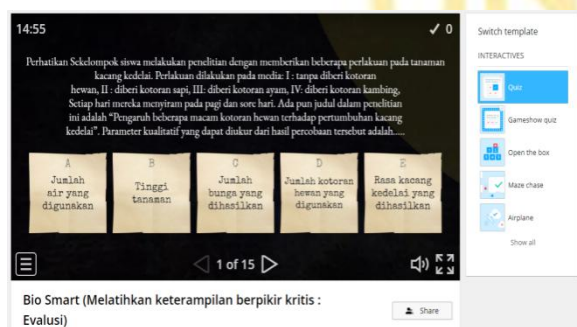 14:55
✓ 0
Perhatikan Sekelompok siswa melakukan penelitian dengan memberikan beberapa perlakuan pada tanaman
kacang kedelai. Perlakuan dilakukan pada media: I : tanpa diberi kotoran
hewan, II : diberi kotoran sapi, III: diberi kotoran ayam, IV: diberi kotoran kambing,
Setiap hari mereka menyiram pada pagi dan sore hari. Ada pun judul dalam penelitian
ini adalah "Pengaruh beberapa macam kotoran hewan terhadap pertumbuhan kacang
kedelai". Parameter kualitatif yang dapat diukur dari hasil percobaan tersebut adalah.....
A
Jumlah
air yang
digunakan
B
Tinggi
tanaman
C
Jumlah
bunga yang
dihasilkan
D
Jumlah kotoran
hewan yang
digunakan
E
Rasa kacang
kedelai yang
dihasilkan
1 of 15
Bio Smart (Melatihkan keterampilan berpikir kritis :
Evalusi)
Share
Switch template
INTERACTIVES
Quiz
Gameshow quiz
Open the box
Maze chase
Airplane
Show all